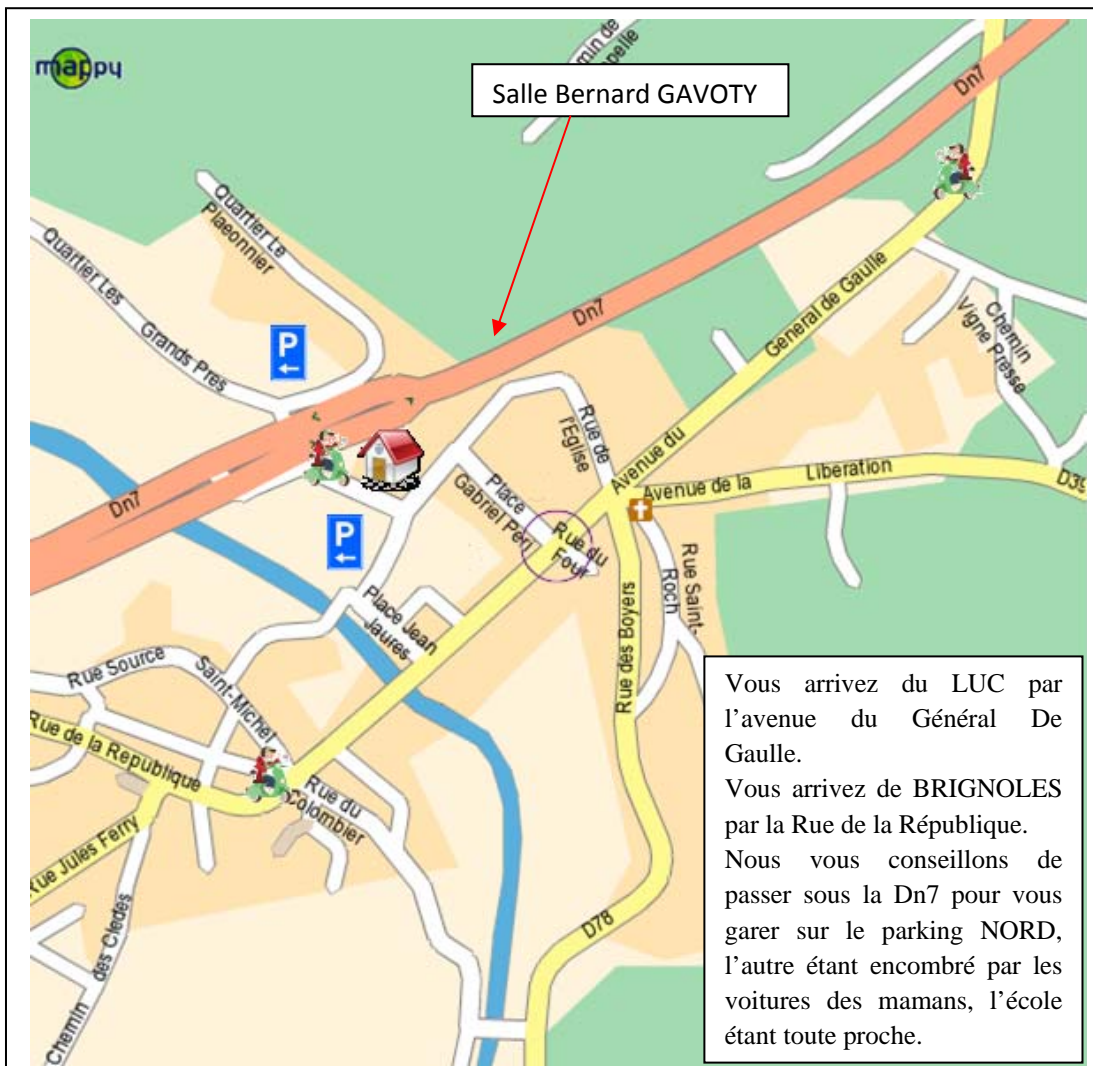 mappy
Salle Bernard GAVOTY
min de
pelle
Dn7
Quartier Le
Plaeonnier
Quartier Les
Grands Pres
P
Dn7
General de Gaulle
Chemin
Vigne Presse
Rue de
l'Eglise
Avenue du
Avenue de la
Liberation
D39
Dn7
P
Place
Gabriel Peri
Rue du
Four
Rue Saint-
Roch
Place Jean
Jaures
Rue des Boyers
Rue Source
Saint-Michel
Rue de la Republique
Rue du
Colombier
Rue Jules Ferry
Chemin
des Cledes
D78
Vous arrivez du LUC par
l’avenue du Général De
Gaulle.
Vous arrivez de BRIGNOLES
par la Rue de la République.
Nous vous conseillons de
passer sous la Dn7 pour vous
garer sur le parking NORD,
l’autre étant encombré par les
voitures des mamans, l’école
étant toute proche.